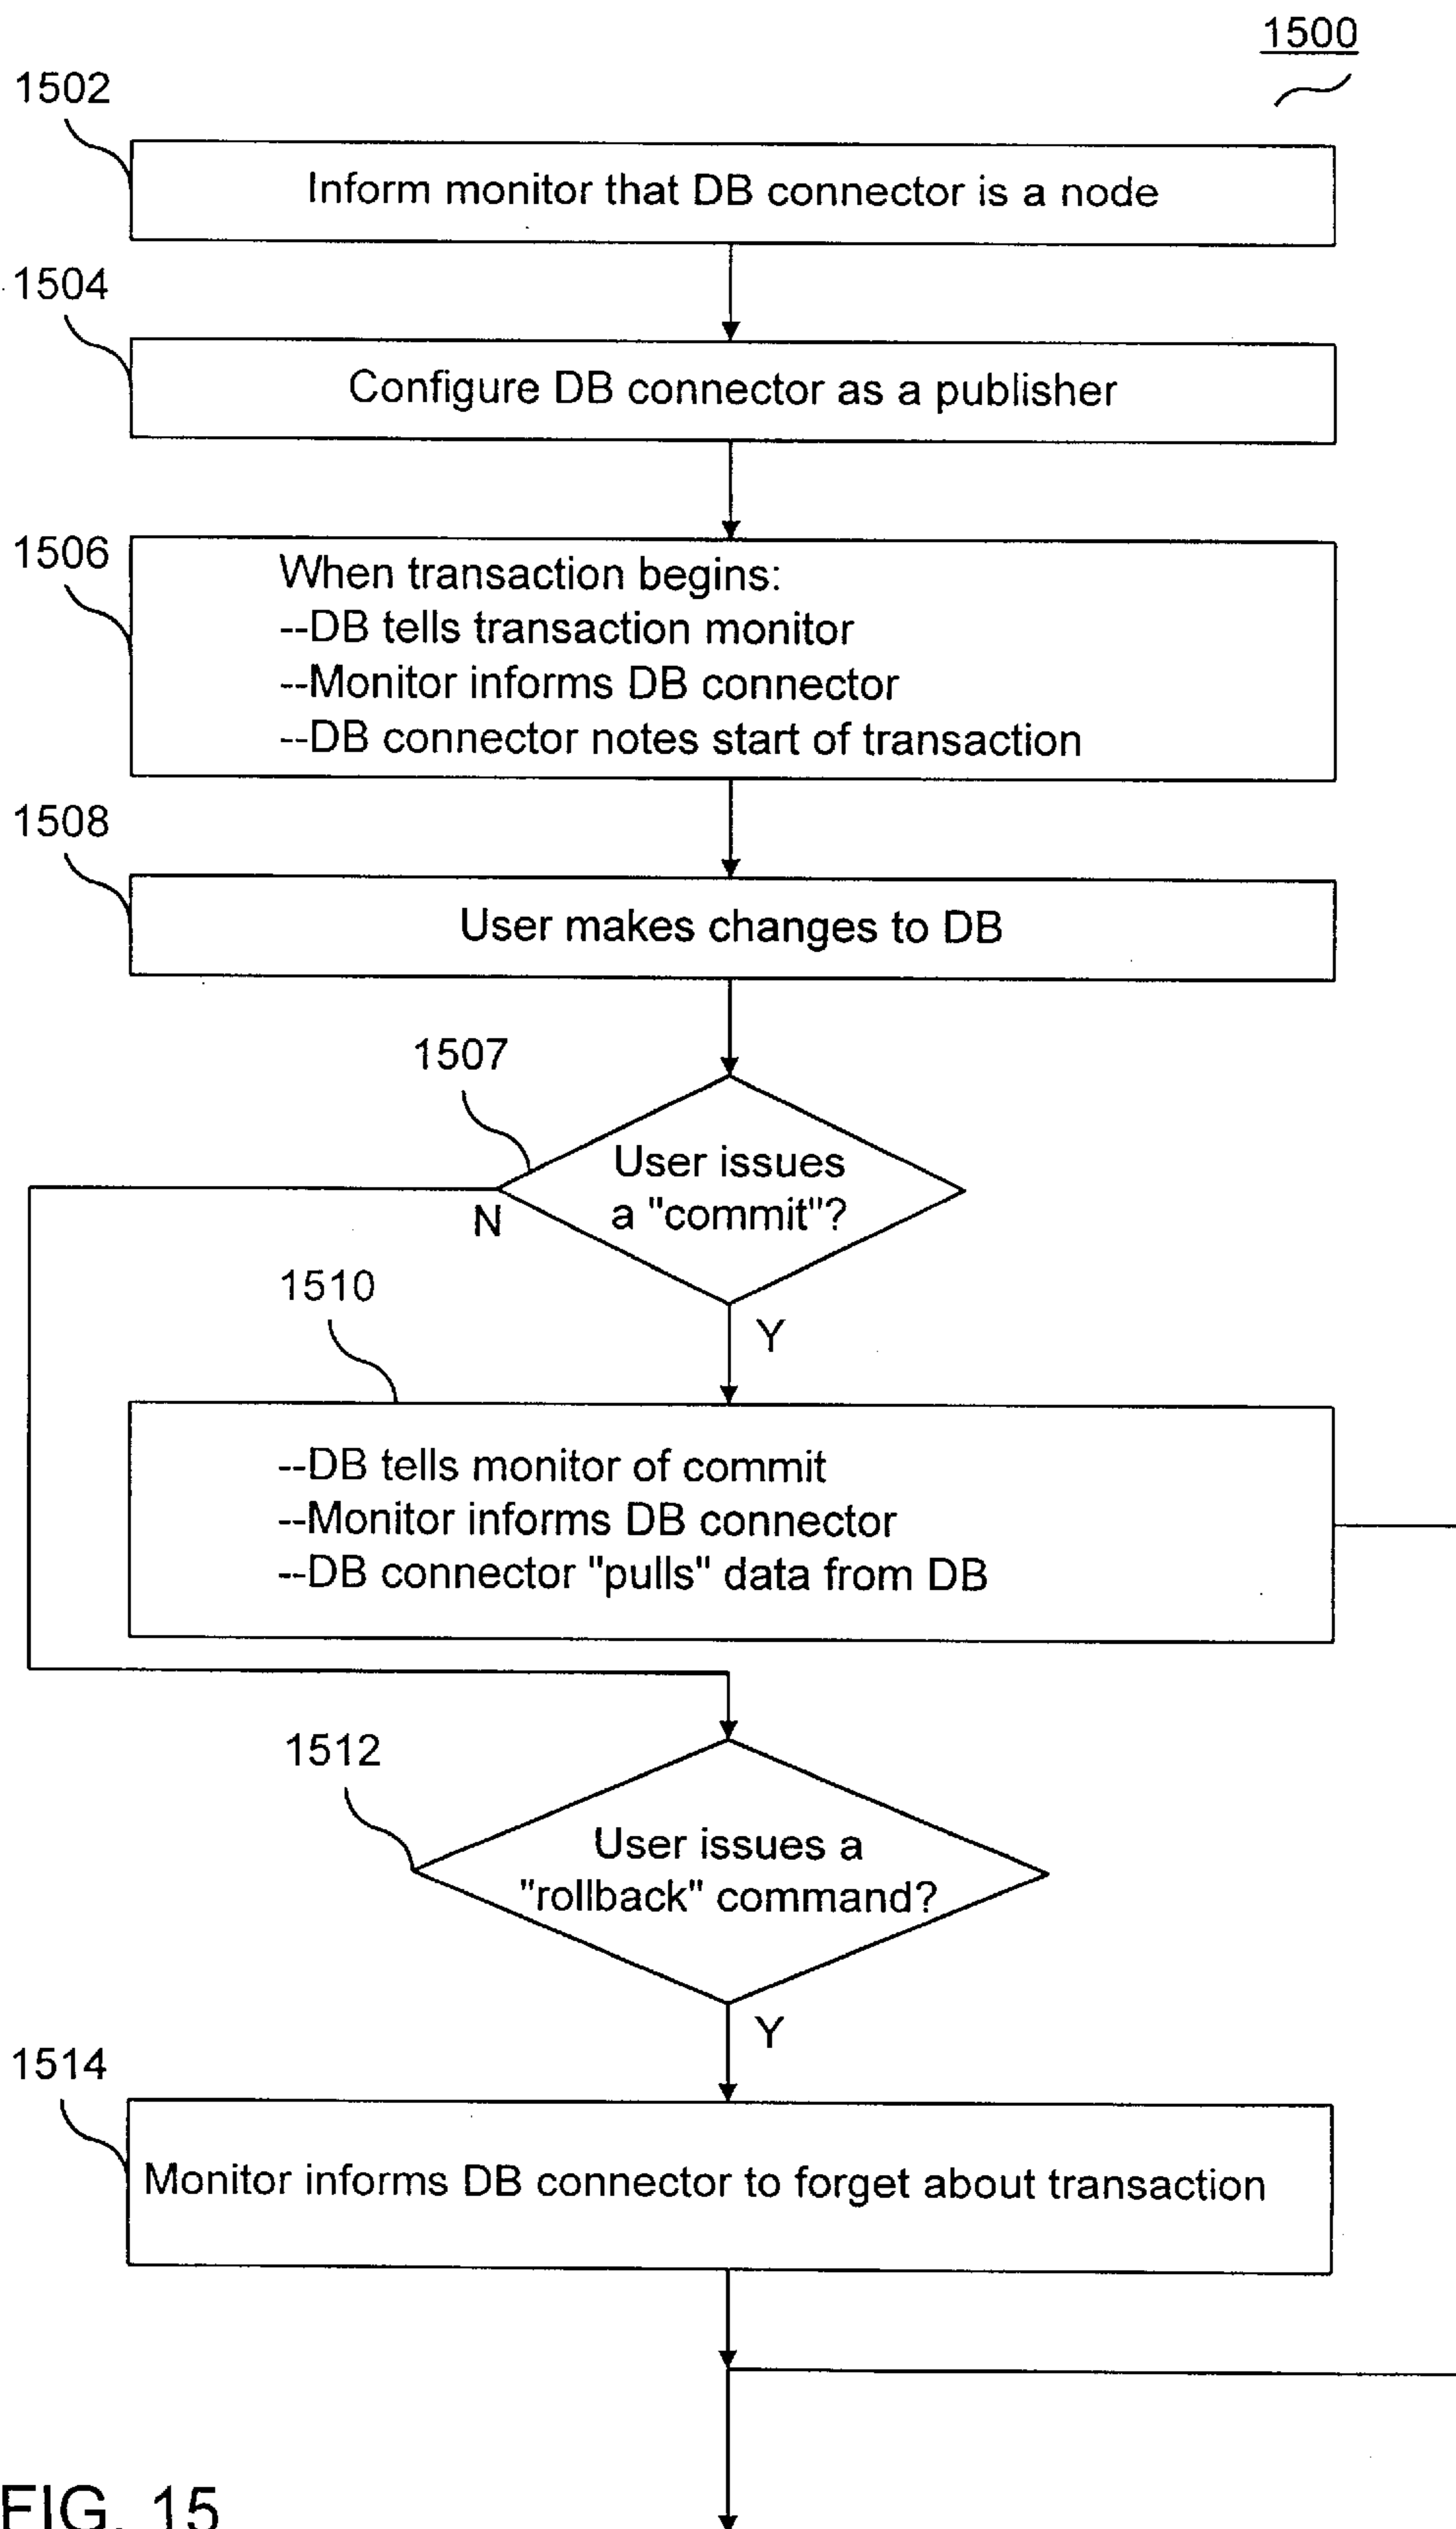 1500
1502
Inform monitor that DB connector is a node
1504
Configure DB connector as a publisher
1506
When transaction begins:
--DB tells transaction monitor
--Monitor informs DB connector
--DB connector notes start of transaction
1508
User makes changes to DB
1507
User issues
a "commit"?
N
Y
1510
--DB tells monitor of commit
--Monitor informs DB connector
--DB connector "pulls" data from DB
1512
User issues a
"rollback" command?
Y
1514
Monitor informs DB connector to forget about transaction
FIG. 15